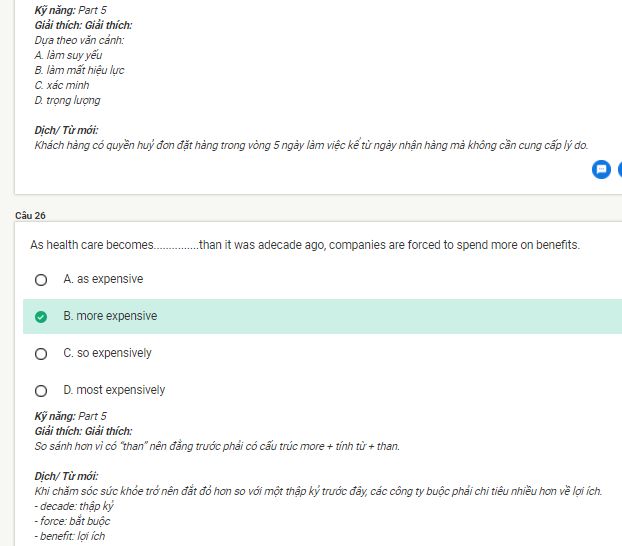 Kỹ năng: Part 5
Giải thích: Giải thích:
Dựa theo văn cảnh:
A. làm suy yếu
B. làm mất hiệu lực
C. xác minh
D. trọng lượng
Dịch/ Từ mới:
Khách hàng có quyền huỷ đơn đặt hàng trong vòng 5 ngày làm việc kể từ ngày nhận hàng mà không cần cung cấp lý do.
Câu 26
As health care becomes...............than it was adecade ago, companies are forced to spend more on benefits.
A. as expensive
B. more expensive
C. so expensively
D. most expensively
Kỹ năng: Part 5
Giải thích: Giải thích:
So sánh hơn vì có "than" nên đằng trước phải có cấu trúc more + tính từ + than.
Dịch/ Từ mới:
Khi chăm sóc sức khỏe trở nên đắt đỏ hơn so với một thập kỷ trước đây, các công ty buộc phải chi tiêu nhiều hơn về lợi ích.
- decade: thập kỷ
- force: bắt buộc
- benefit: lợi ích